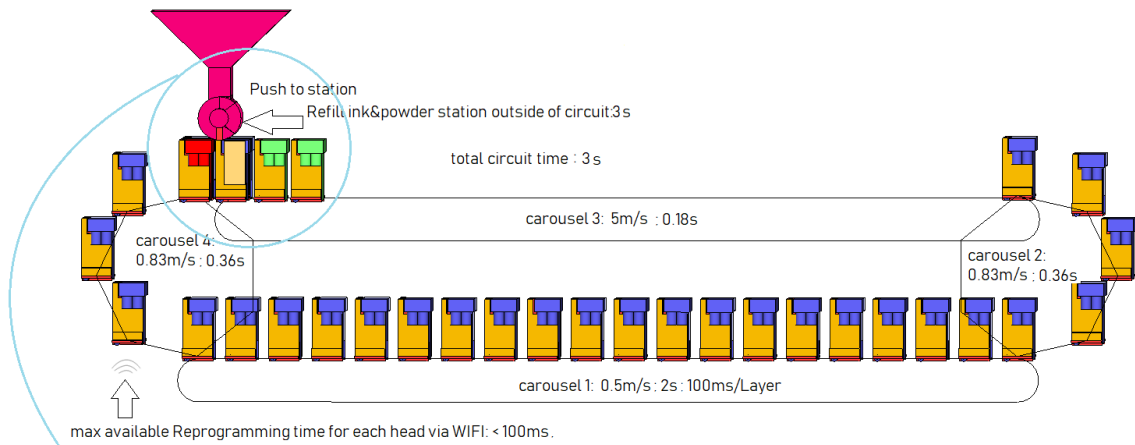 Push to station
Refill ink&powder station outside of circuit:3s
total circuit time : 3s
carousel 3: 5m/s : 0.18s
carousel 4:
0.83m/s : 0.36s
carousel 2:
0.83m/s : 0.36s
carousel 1: 0.5m/s : 2s : 100ms/Layer
max available Reprogramming time for each head via WIFI: <100ms.